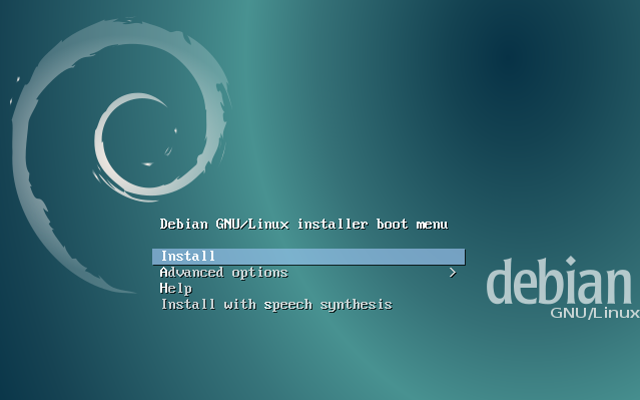 Debian GNU/Linux installer boot menu
Install
Advanced options >
Help
Install with speech synthesis
debian
GNU/Linux